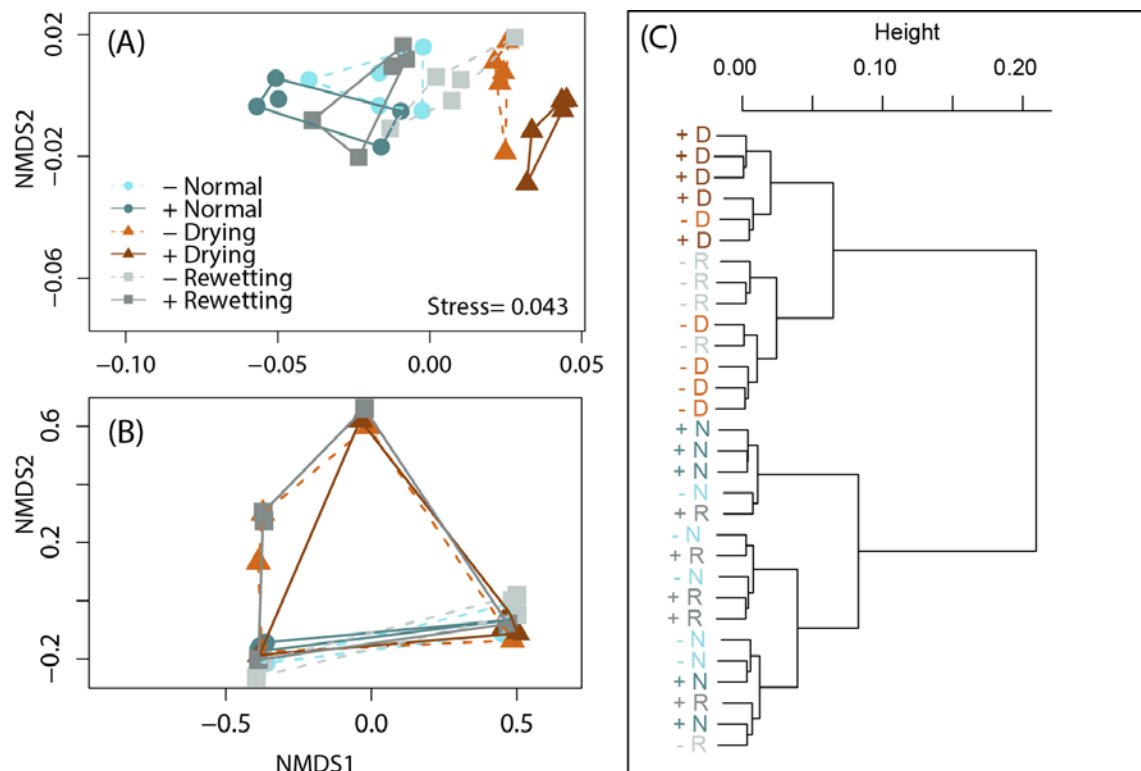 (A)
NMDS2
0.02
−0.02
−0.06
− Normal
+ Normal
− Drying
+ Drying
− Rewetting
+ Rewetting
Stress= 0.043
−0.10
−0.05
0.00
0.05
(B)
NMDS2
0.6
0.2
−0.2
−0.5
0.0
0.5
NMDS1
(C)
Height
0.00
0.10
0.20
+ D
+ D
+ D
+ D
- D
+ D
- R
- R
- R
- D
- R
- D
- D
- D
+ N
+ N
+ N
- N
+ R
- N
+ R
- N
+ R
+ R
- N
- N
+ N
+ R
+ N
- R